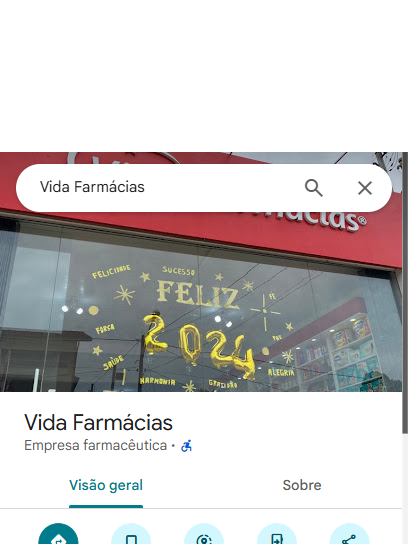 Vida Farmácias
FELICIDADE
SUCESSO
FELIZ
FÉ
2024
FORÇA
PAZ
SAÚDE
ALEGRIA
HARMONIA
GRATIDÃO
Vida Farmácias
Empresa farmacêutica ·
Visão geral
Sobre